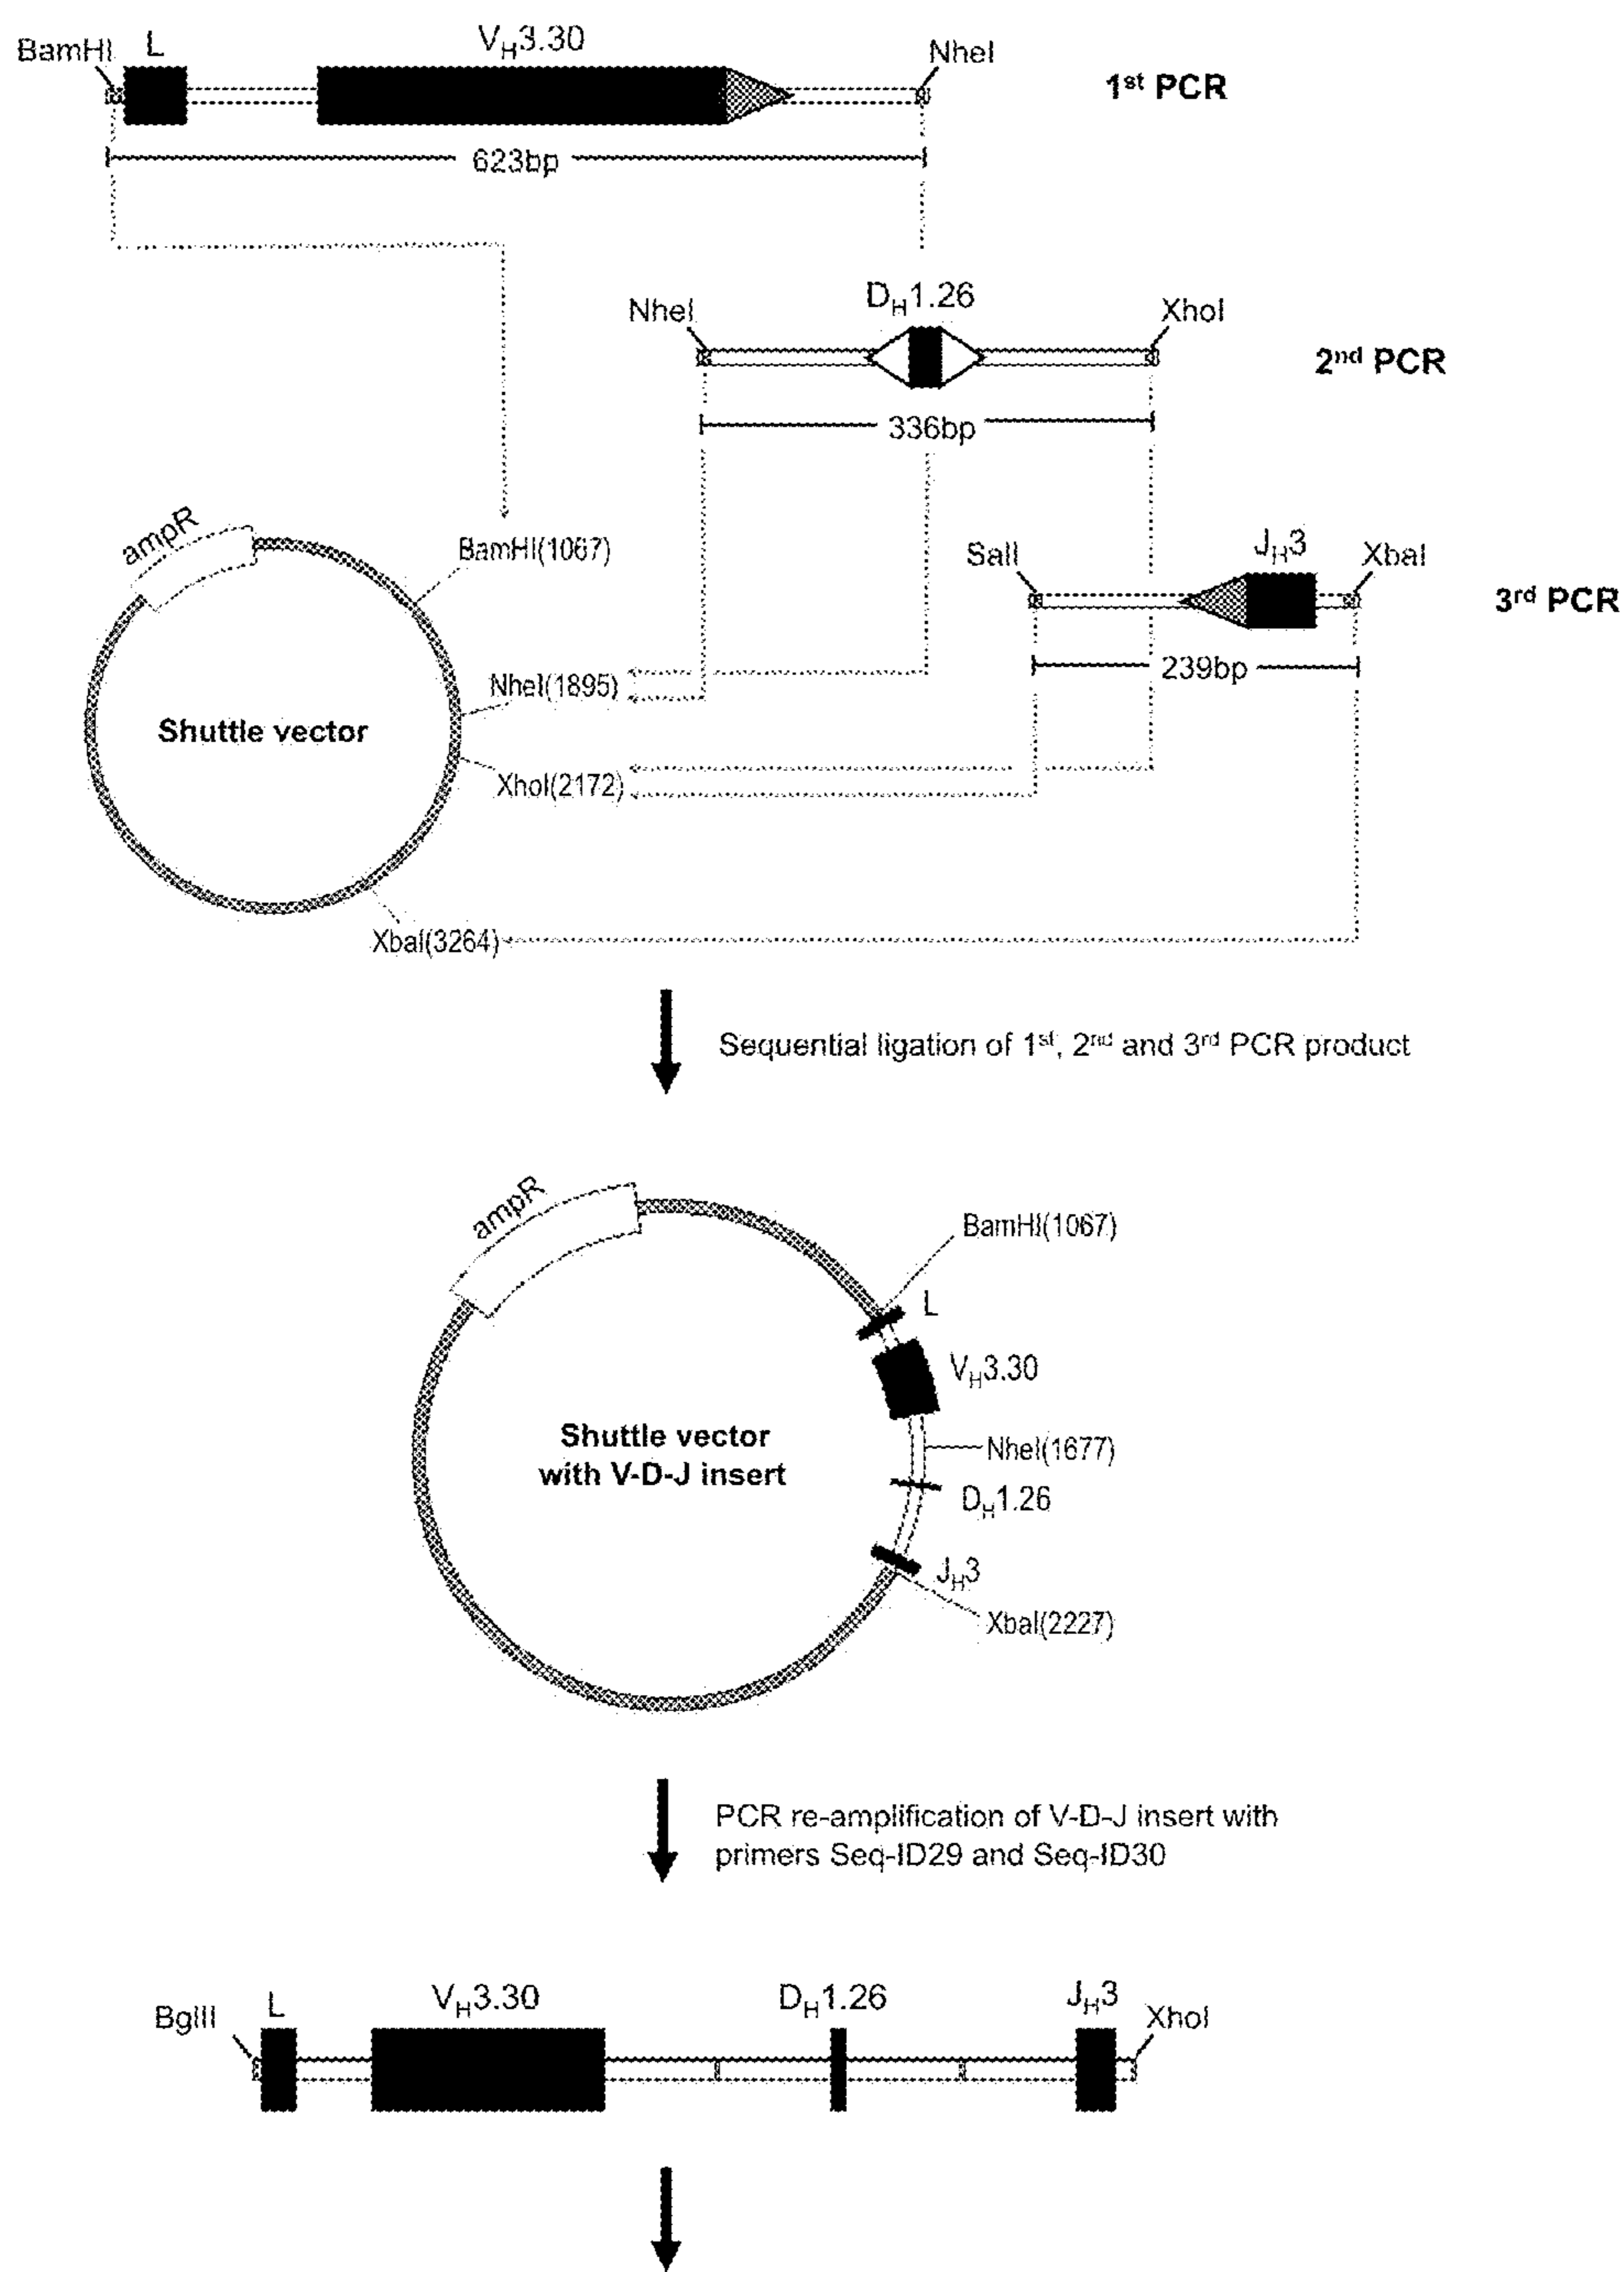 BamHI L VH3.30 NheI
1st PCR
623bp
NheI DH1.26 XhoI
2nd PCR
336bp
ampR
BamHI(1067)
SalI JH3 XbaI
3rd PCR
239bp
NheI(1895)
Shuttle vector
XhoI(2172)
XbaI(3264)
Sequential ligation of 1st, 2nd and 3rd PCR product
ampR
BamHI(1067)
L
VH3.30
Shuttle vector
with V-D-J insert
NheI(1677)
DH1.26
JH3
XbaI(2227)
PCR re-amplification of V-D-J insert with
primers Seq-ID29 and Seq-ID30
BglII L VH3.30 DH1.26 JH3 XhoI